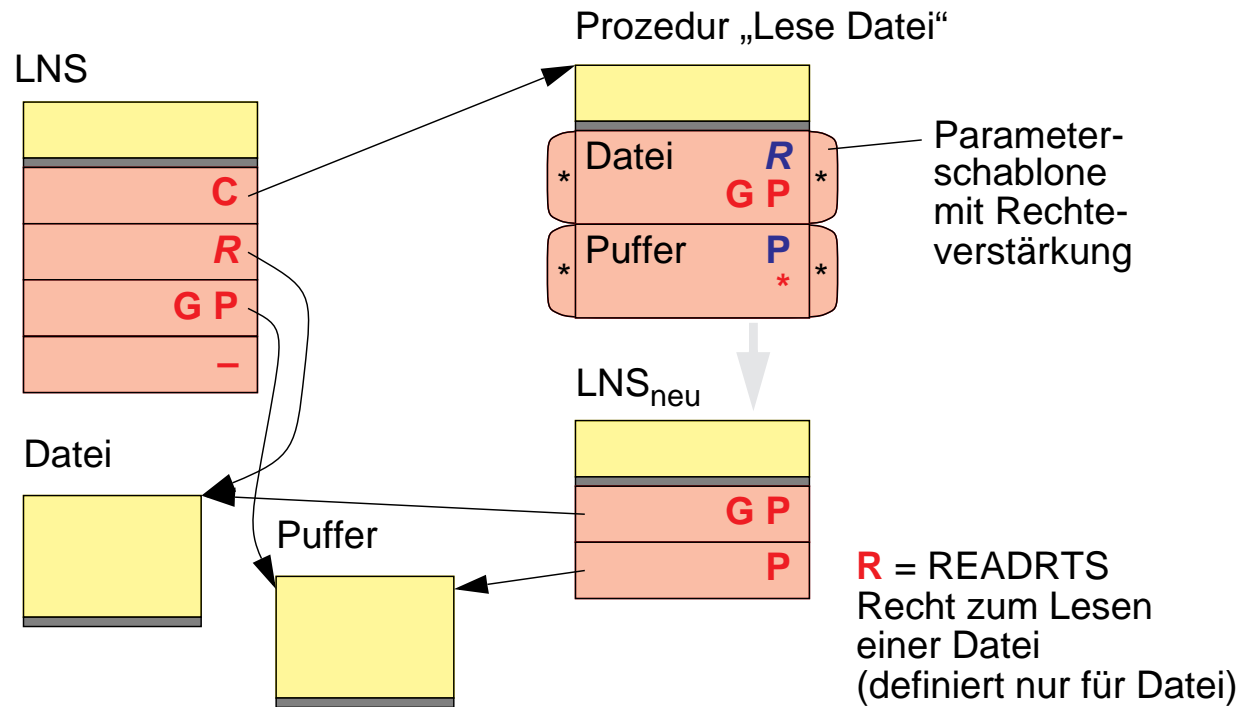 Prozedur „Lese Datei“
LNS
C
R
G P
–
* Datei R *
G P
* Puffer P *
*
Parameter-
schablone
mit Rechte-
verstärkung
LNSneu
G P
P
Datei
Puffer
R = READRTS
Recht zum Lesen
einer Datei
(definiert nur für Datei)